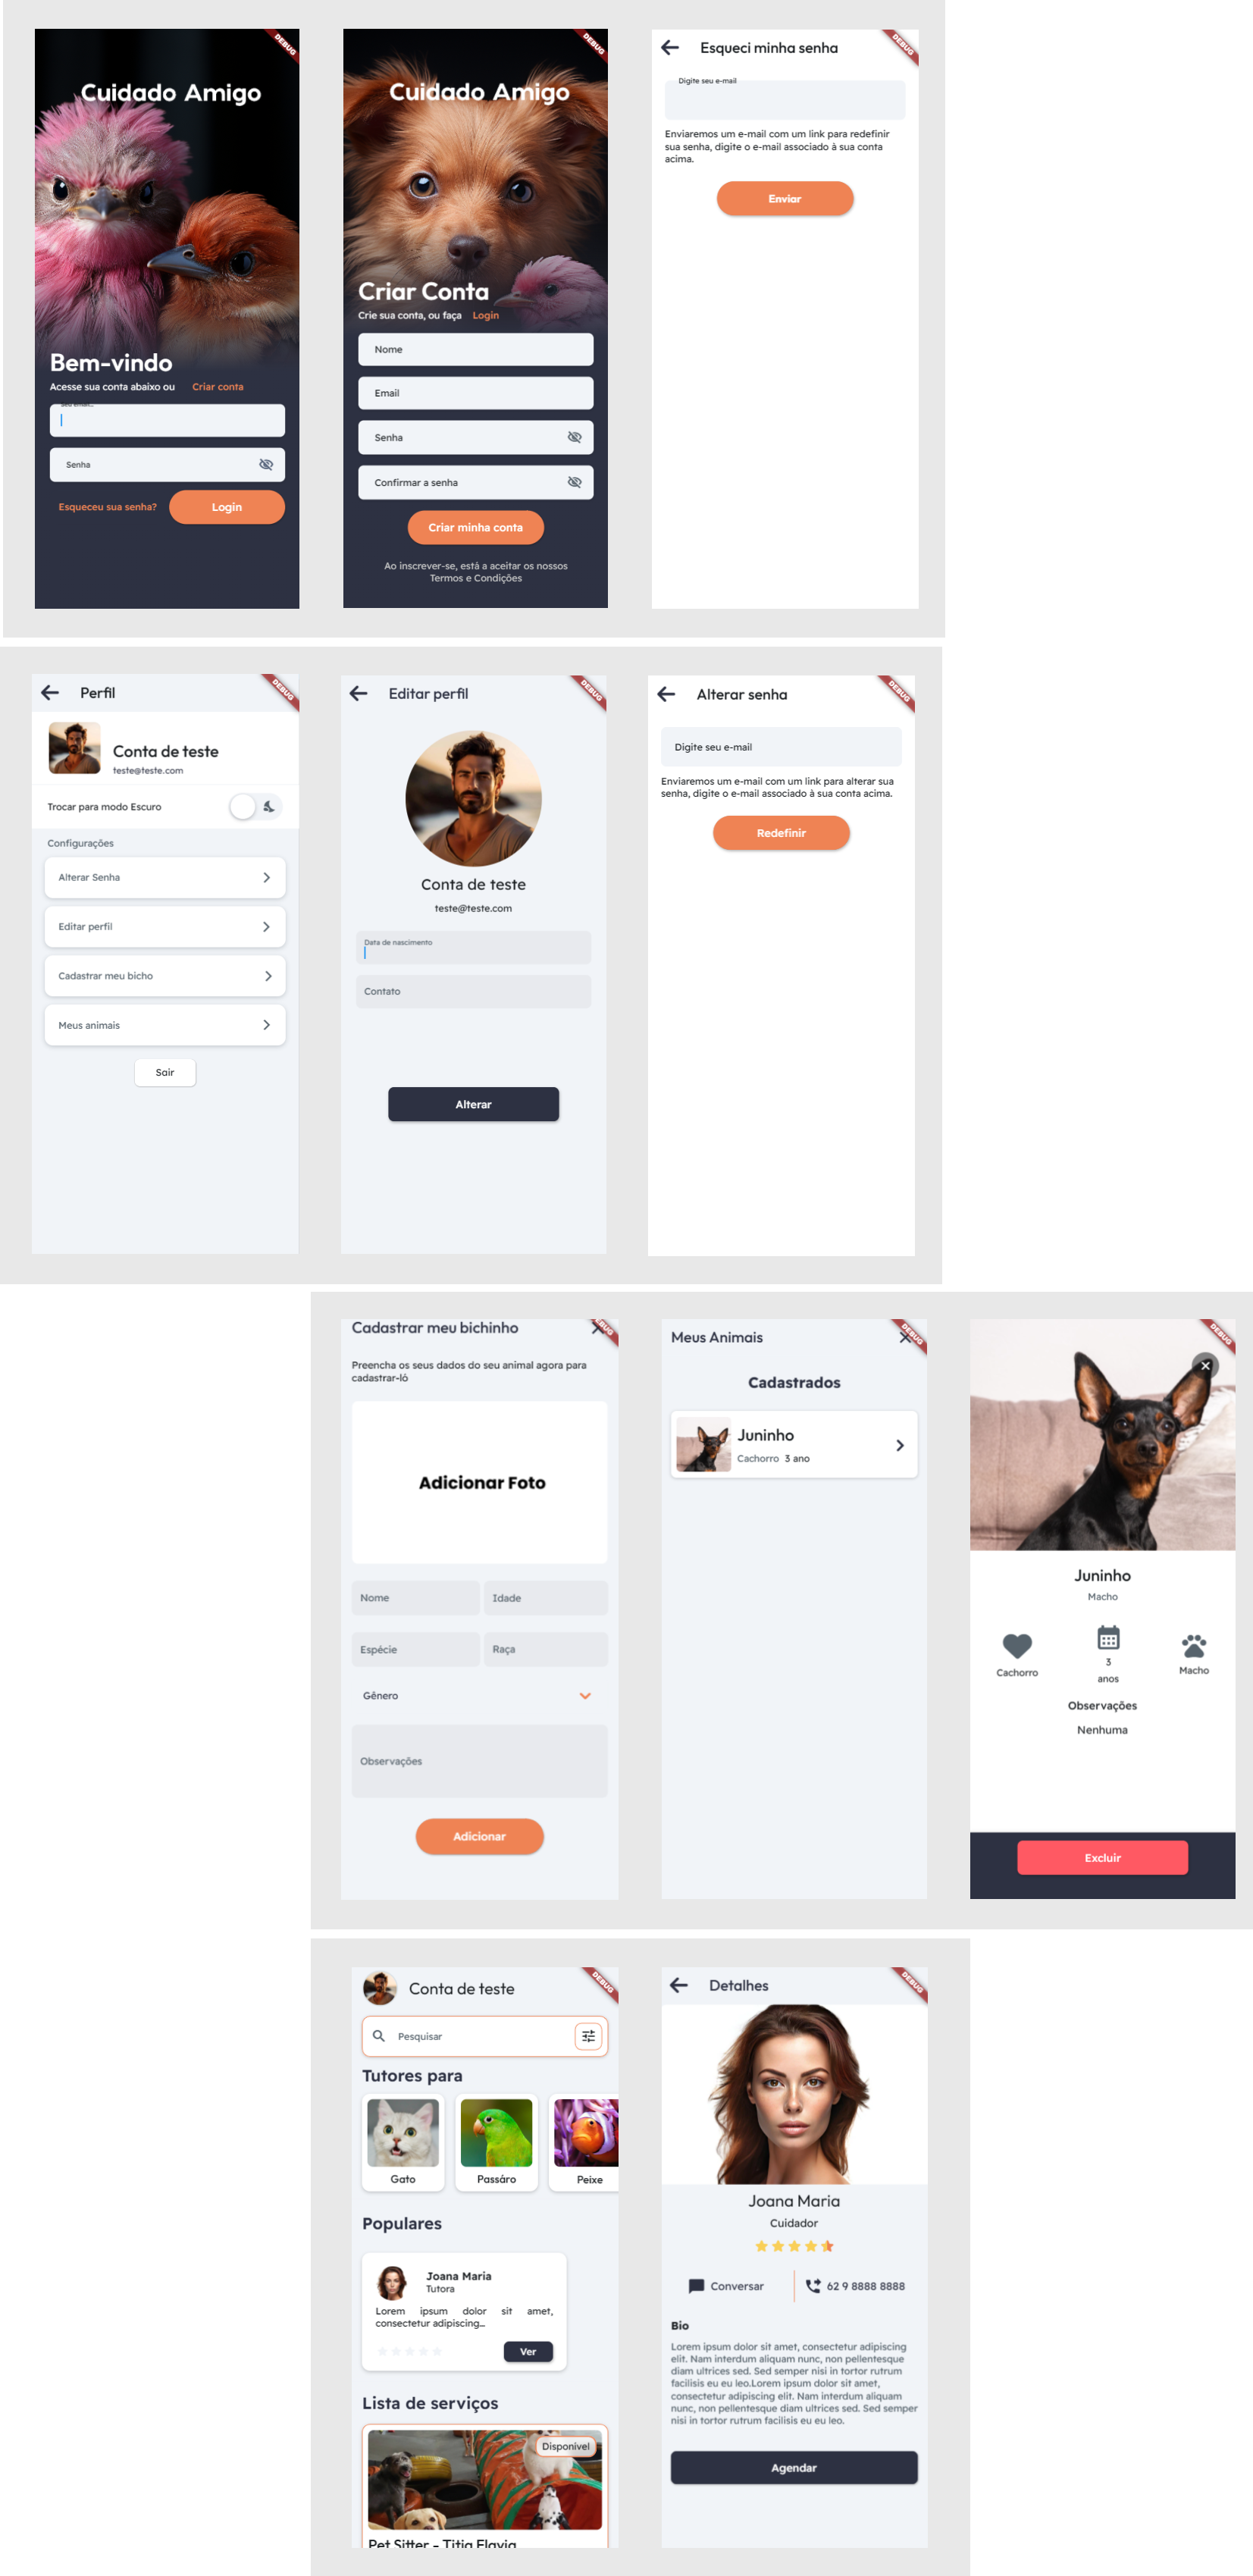 DEBUG
Cuidado Amigo
Bem-vindo
Acesse sua conta abaixo ou Criar conta
Seu email...
Senha
Esqueceu sua senha? Login
DEBUG
Cuidado Amigo
Criar Conta
Crie sua conta, ou faça Login
Nome
Email
Senha
Confirmar a senha
Criar minha conta
Ao inscrever-se, está a aceitar os nossos
Termos e Condições
DEBUG
Esqueci minha senha
Digite seu e-mail
Enviaremos um e-mail com um link para redefinir
sua senha, digite o e-mail associado à sua conta
acima.
Enviar
DEBUG
Perfil
Conta de teste
teste@teste.com
Trocar para modo Escuro
Configurações
Alterar Senha
Editar perfil
Cadastrar meu bicho
Meus animais
Sair
DEBUG
Editar perfil
Conta de teste
teste@teste.com
Data de nascimento
Contato
Alterar
DEBUG
Alterar senha
Digite seu e-mail
Enviaremos um e-mail com um link para alterar sua
senha, digite o e-mail associado à sua conta acima.
Redefinir
Cadastrar meu bichinho
Preencha os seus dados do seu animal agora para
cadastrar-ló
Adicionar Foto
Nome Idade
Espécie Raça
Gênero
Observações
Adicionar
DEBUG
Meus Animais
Cadastrados
Juninho
Cachorro 3 ano
DEBUG
Juninho
Macho
Cachorro
3
anos
Macho
Observações
Nenhuma
Excluir
DEBUG
Conta de teste
Pesquisar
Tutores para
Gato Passáro Peixe
Populares
Joana Maria
Tutora
Lorem ipsum dolor sit amet,
consectetur adipiscing...
Ver
Lista de serviços
Disponivel
Pet Sitter - Titia Flavia
DEBUG
Detalhes
Joana Maria
Cuidador
Conversar 62 9 8888 8888
Bio
Lorem ipsum dolor sit amet, consectetur adipiscing
elit. Nam interdum aliquam nunc, non pellentesque
diam ultrices sed. Sed semper nisi in tortor rutrum
facilisis eu eu leo.Lorem ipsum dolor sit amet,
consectetur adipiscing elit. Nam interdum aliquam
nunc, non pellentesque diam ultrices sed. Sed semper
nisi in tortor rutrum facilisis eu eu leo.
Agendar